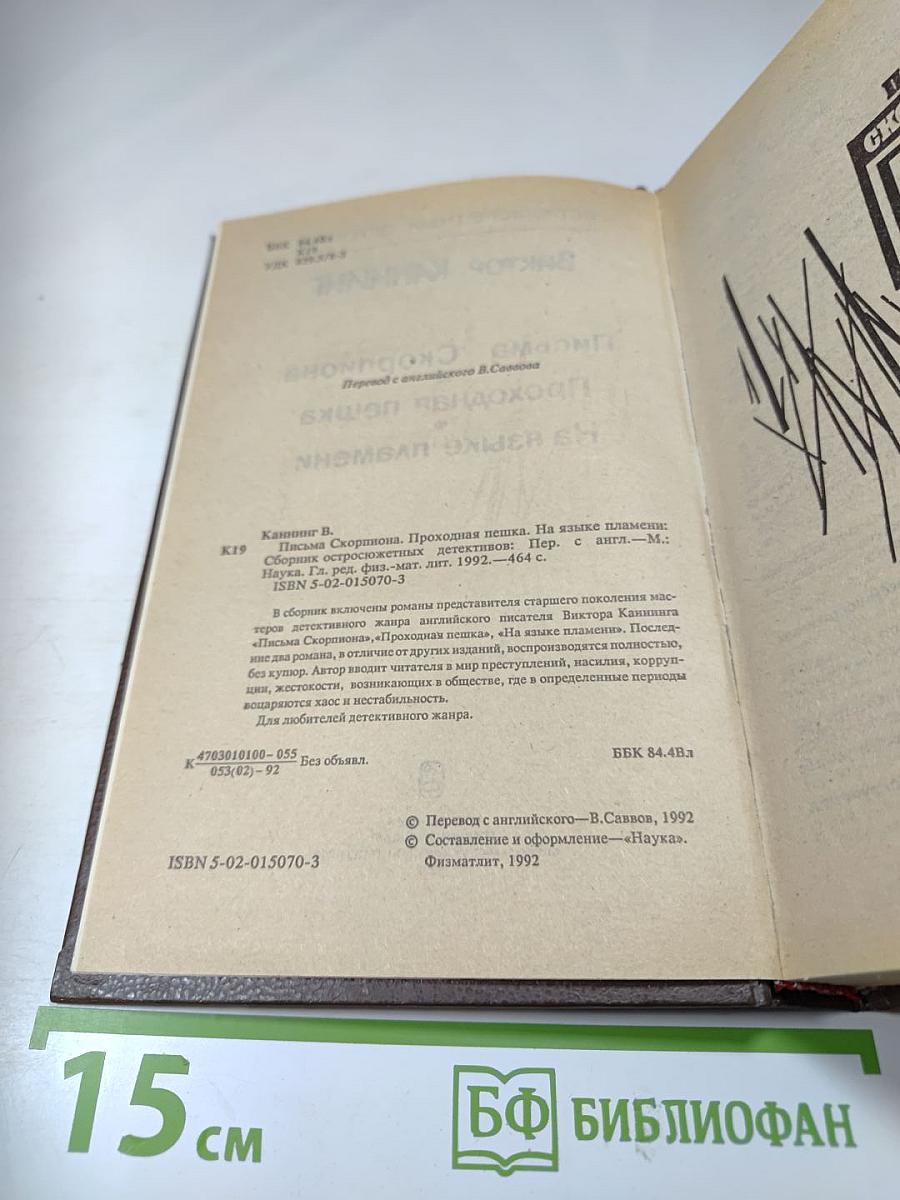 ББК 84.4Вл
К19
УДК
Перевод с английского В.Саввова
Каннинг В.
К19 Письма Скорпиона. Проходная пешка. На языке пламени:
Сборник остросюжетных детективов: Пер. с англ.—М.:
Наука. Гл. ред. физ.-мат. лит. 1992.—464 с.
ISBN 5-02-015070-3
В сборник включены романы представителя старшего поколения мас-
теров детективного жанра английского писателя Виктора Каннинга
«Письма Скорпиона»,«Проходная пешка», «На языке пламени». Послед-
ние два романа, в отличие от других изданий, воспроизводятся полностью,
без купюр. Автор вводит читателя в мир преступлений, насилия, корруп-
ции, жестокости, возникающих в обществе, где в определенные периоды
воцаряются хаос и нестабильность.
Для любителей детективного жанра.
К 4703010100-055
053(02)-92 Без объявл.
ББК 84.4Вл
© Перевод с английского—В.Саввов, 1992
© Составление и оформление—«Наука».
Физматлит, 1992
ISBN 5-02-015070-3
15 см
БФ БИБЛИОФАН